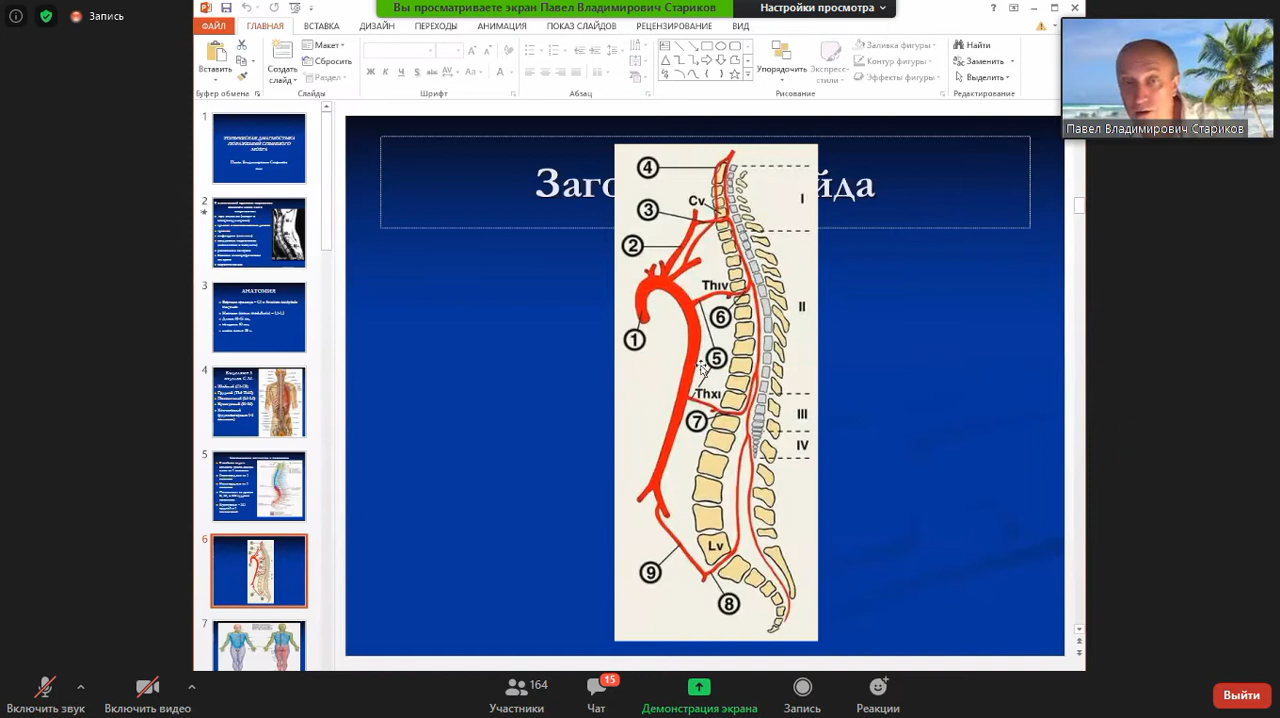 Запись
Вы просматриваете экран Павел Владимирович Стариков
Настройки просмотра
ФАЙЛ
ГЛАВНАЯ
ВСТАВКА
ДИЗАЙН
ПЕРЕХОДЫ
АНИМАЦИЯ
ПОКАЗ СЛАЙДОВ
РЕЦЕНЗИРОВАНИЕ
ВИД
Вставить
Буфер обмена
Создать слайд
Макет
Сбросить
Раздел
Слайды
Ж К Ч S abc AV Aa A
Шрифт
Абзац
Упорядочить
Экспресс-стили
Заливка фигуры
Контур фигуры
Эффекты фигуры
Рисование
Найти
Заменить
Выделить
Редактирование
Павел Владимирович Стариков
1
2
3
АНАТОМИЯ
4
5
6
7
Заго
йда
4
Cv
3
2
I
Thiv
6
II
1
5
Thxi
7
III
IV
Lv
9
8
Включить звук
Включить видео
164
Участники
15
Чат
Демонстрация экрана
Запись
Реакции
Выйти